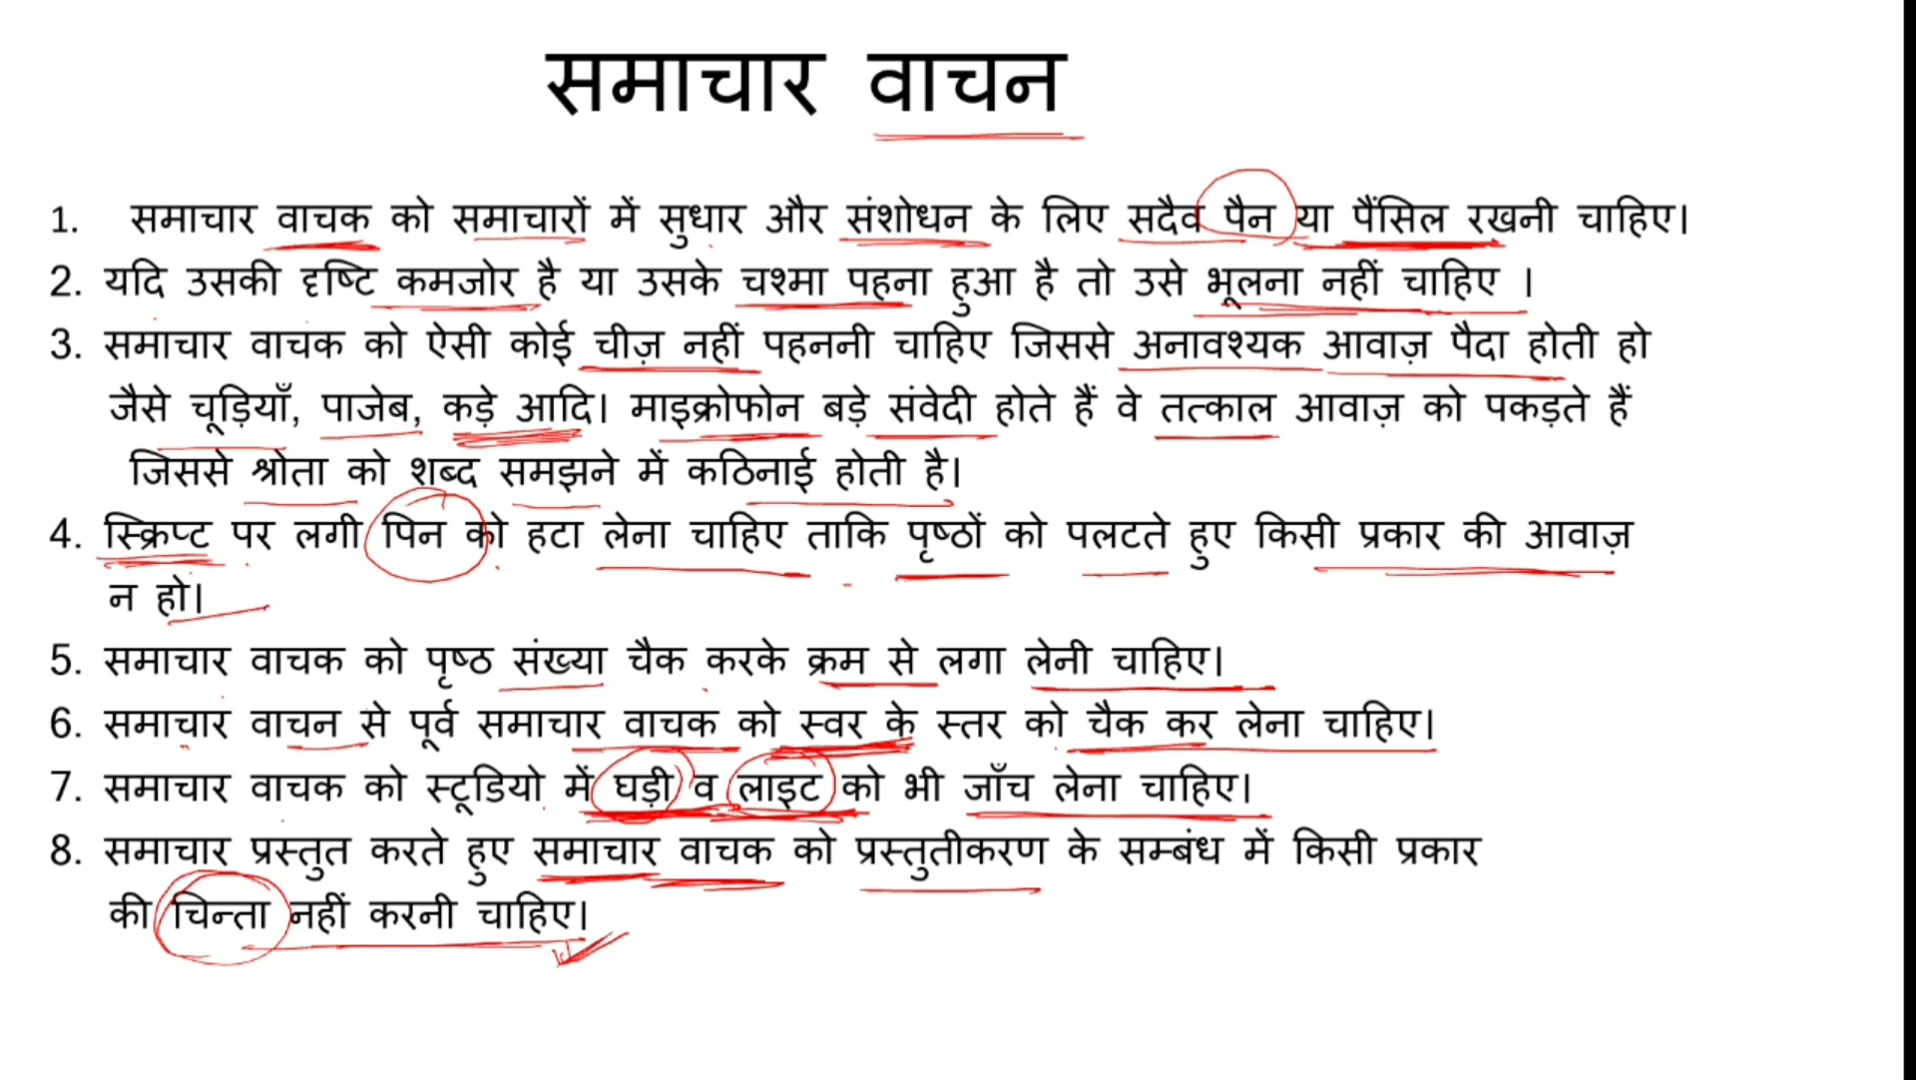 समाचार वाचन
1. समाचार वाचक को समाचारों में सुधार और संशोधन के लिए सदैव पैन या पैंसिल रखनी चाहिए।
2. यदि उसकी दृष्टि कमजोर है या उसके चश्मा पहना हुआ है तो उसे भूलना नहीं चाहिए ।
3. समाचार वाचक को ऐसी कोई चीज़ नहीं पहननी चाहिए जिससे अनावश्यक आवाज़ पैदा होती हो
जैसे चूड़ियाँ, पाजेब, कड़े आदि। माइक्रोफोन बड़े संवेदी होते हैं वे तत्काल आवाज़ को पकड़ते हैं
जिससे श्रोता को शब्द समझने में कठिनाई होती है।
4. स्क्रिप्ट पर लगी पिन को हटा लेना चाहिए ताकि पृष्ठों को पलटते हुए किसी प्रकार की आवाज़
न हो।
5. समाचार वाचक को पृष्ठ संख्या चैक करके क्रम से लगा लेनी चाहिए।
6. समाचार वाचन से पूर्व समाचार वाचक को स्वर के स्तर को चैक कर लेना चाहिए।
7. समाचार वाचक को स्टूडियो में घड़ी व लाइट को भी जाँच लेना चाहिए।
8. समाचार प्रस्तुत करते हुए समाचार वाचक को प्रस्तुतीकरण के सम्बंध में किसी प्रकार
की चिन्ता नहीं करनी चाहिए।